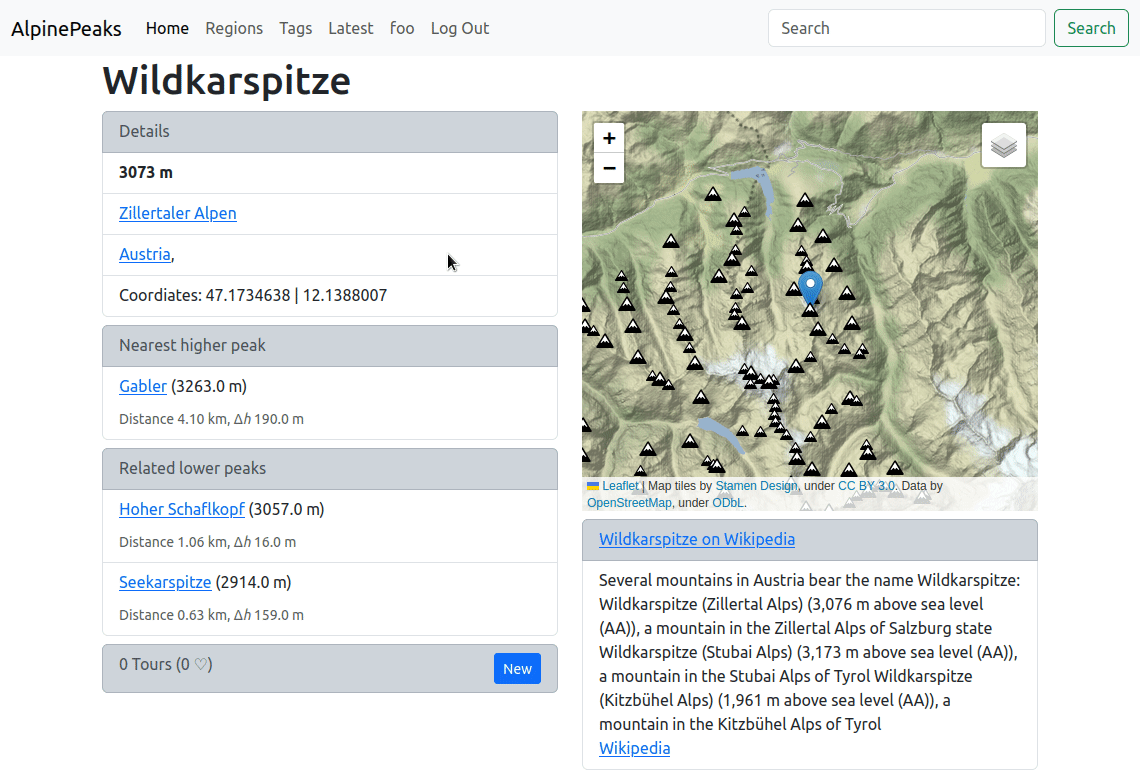 AlpinePeaks Home Regions Tags Latest foo Log Out Search Search
Wildkarspitze
Details
3073 m
Zillertaler Alpen
Austria,
Coordiates: 47.1734638 | 12.1388007
Nearest higher peak
Gabler (3263.0 m)
Distance 4.10 km, Δh 190.0 m
Related lower peaks
Hoher Schaflkopf (3057.0 m)
Distance 1.06 km, Δh 16.0 m
Seekarspitze (2914.0 m)
Distance 0.63 km, Δh 159.0 m
0 Tours (0 ♡) New
+
−
Leaflet | Map tiles by Stamen Design, under CC BY 3.0. Data by
OpenStreetMap, under ODbL.
Wildkarspitze on Wikipedia
Several mountains in Austria bear the name Wildkarspitze:
Wildkarspitze (Zillertal Alps) (3,076 m above sea level
(AA)), a mountain in the Zillertal Alps of Salzburg state
Wildkarspitze (Stubai Alps) (3,173 m above sea level (AA)),
a mountain in the Stubai Alps of Tyrol Wildkarspitze
(Kitzbühel Alps) (1,961 m above sea level (AA)), a
mountain in the Kitzbühel Alps of Tyrol
Wikipedia